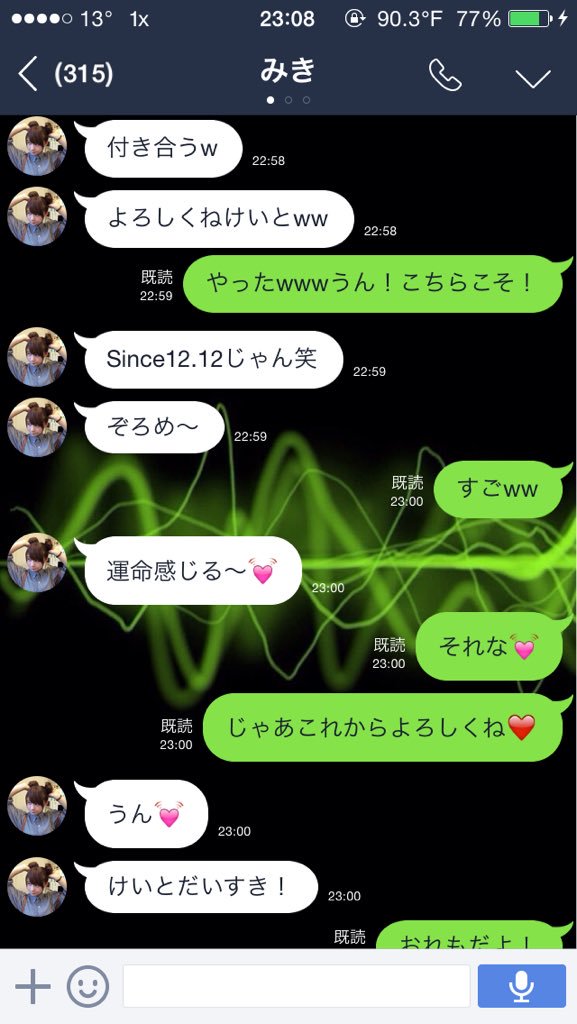 13° 1x 23:08 90.3°F 77%
(315) みき
付き合うw
22:58
よろしくねけいとww
22:58
やったwwwうん！こちらこそ！
既読
22:59
Since12.12じゃん笑
22:59
ぞろめ〜
22:59
すごww
既読
23:00
運命感じる〜💓
23:00
それな💓
既読
23:00
じゃあこれからよろしくね❤️
既読
23:00
うん💓
23:00
けいとだいすき！
23:00
おれもだよ！
既読